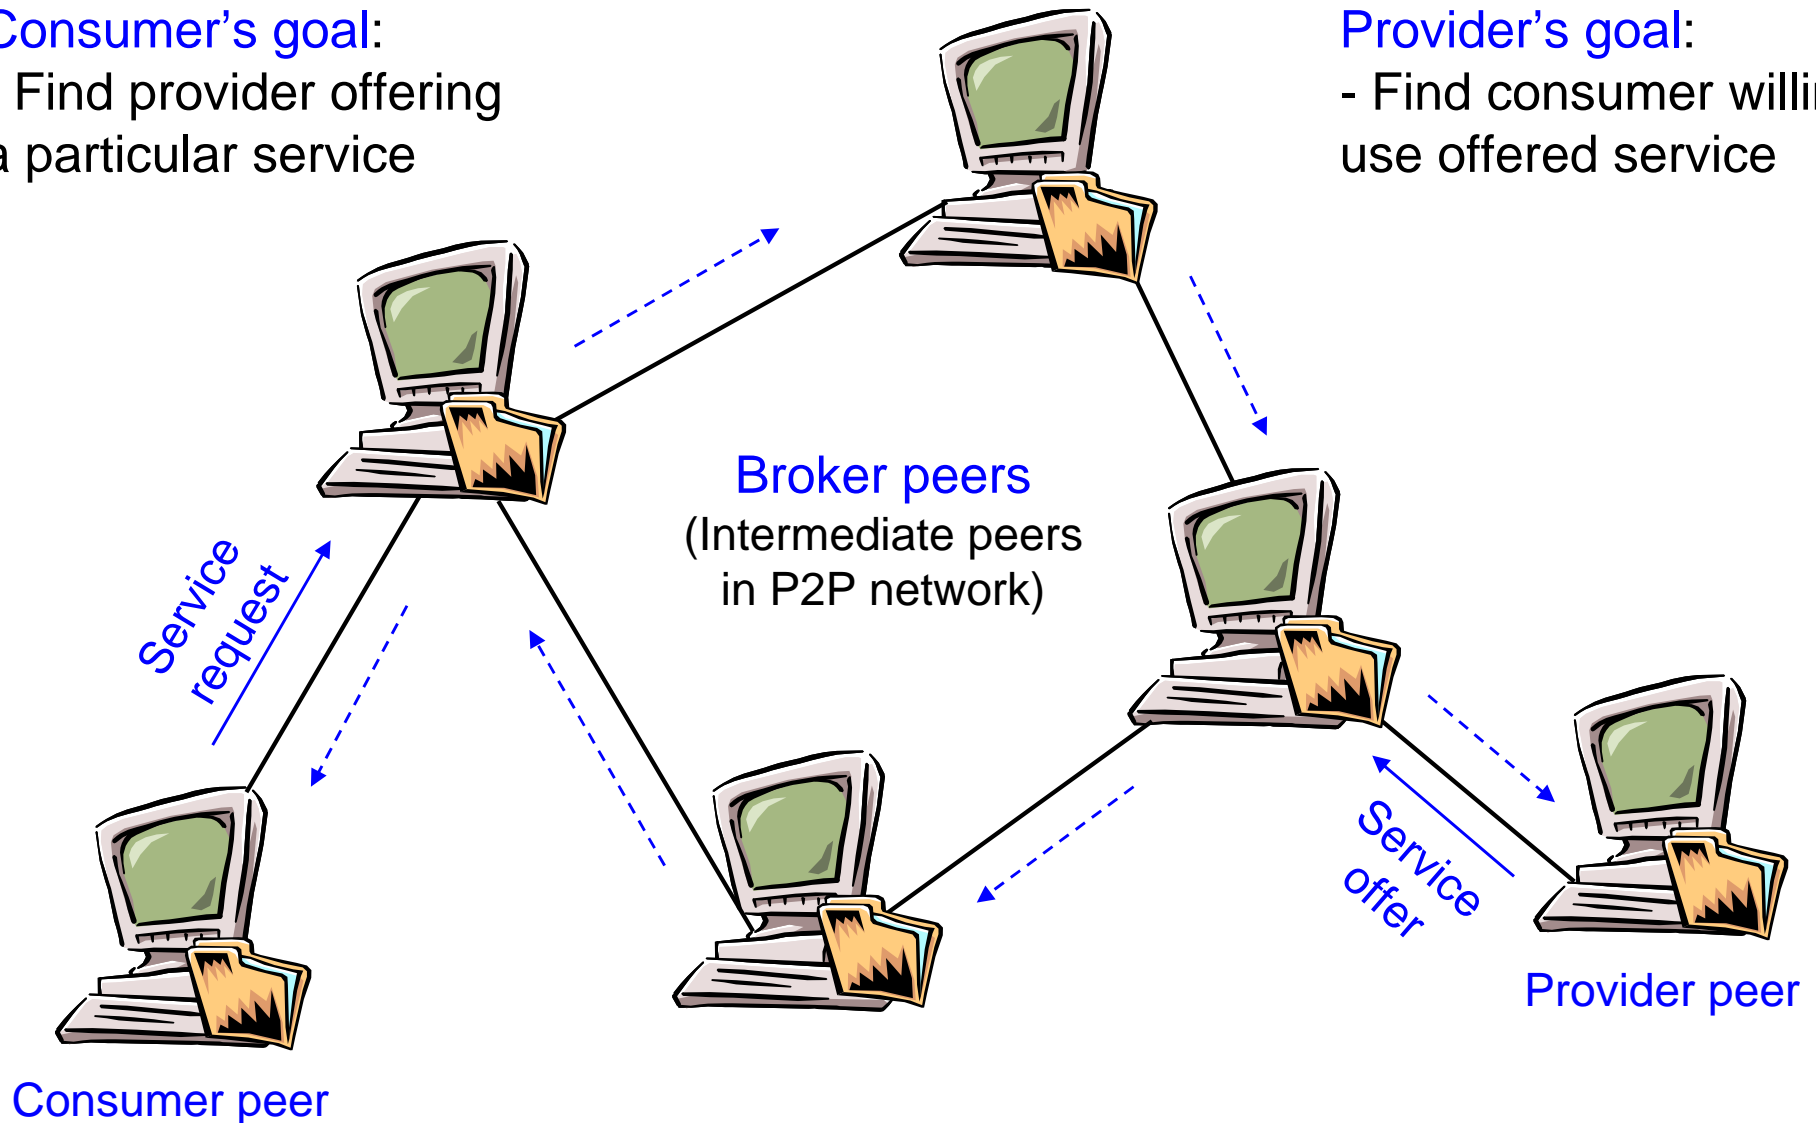 Consumer's goal:
Find provider offering
a particular service
Provider's goal:
- Find consumer
use offered service
Broker peers
(Intermediate peers
in P2P network)
Service
request
Service
offer
Provider peer
Consumer peer